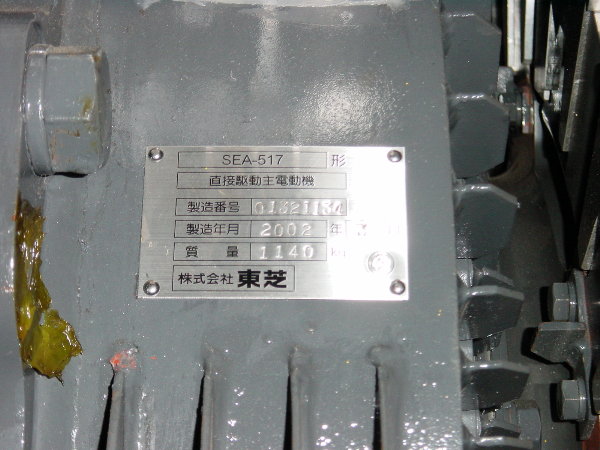 SEA-517 形
直接駆動主電動機
製造番号
製造年月 2002 年
質量 1140 kg
株式会社 東芝